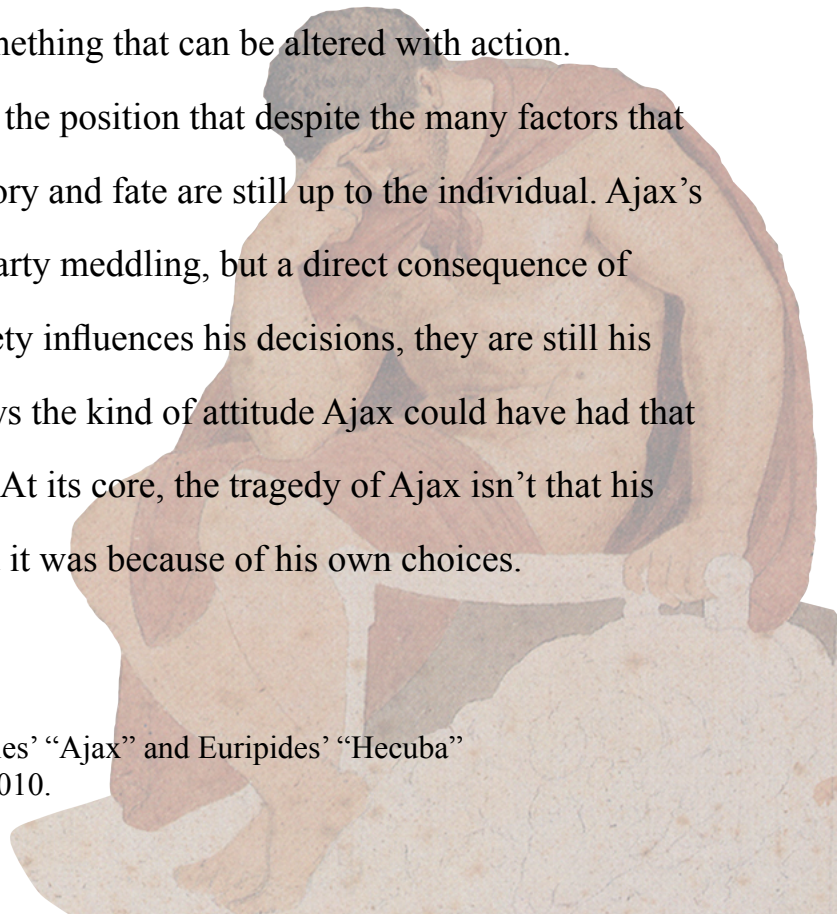 nething that can be altered with action.
the position that despite the many factors that
ory and fate are still up to the individual. Ajax’s
arty meddling, but a direct consequence of
ety influences his decisions, they are still his
ws the kind of attitude Ajax could have had that
At its core, the tragedy of Ajax isn’t that his
it was because of his own choices.
les’ “Ajax” and Euripides’ “Hecuba”
010.